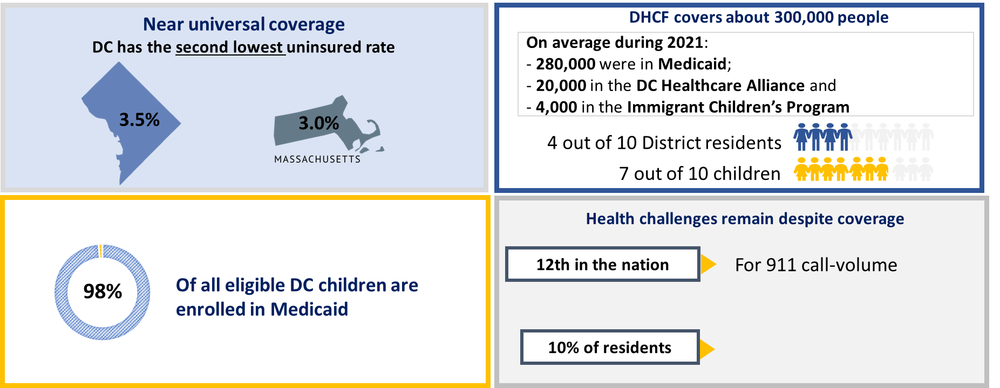 Near universal coverage
DC has the second lowest uninsured rate
3.5%
3.0%
MASSACHUSETTS
DHCF covers about 300,000 people
On average during 2021:
- 280,000 were in Medicaid;
- 20,000 in the DC Healthcare Alliance and
- 4,000 in the Immigrant Children’s Program
4 out of 10 District residents
7 out of 10 children
98%
Of all eligible DC children are
enrolled in Medicaid
Health challenges remain despite coverage
12th in the nation
For 911 call-volume
10% of residents